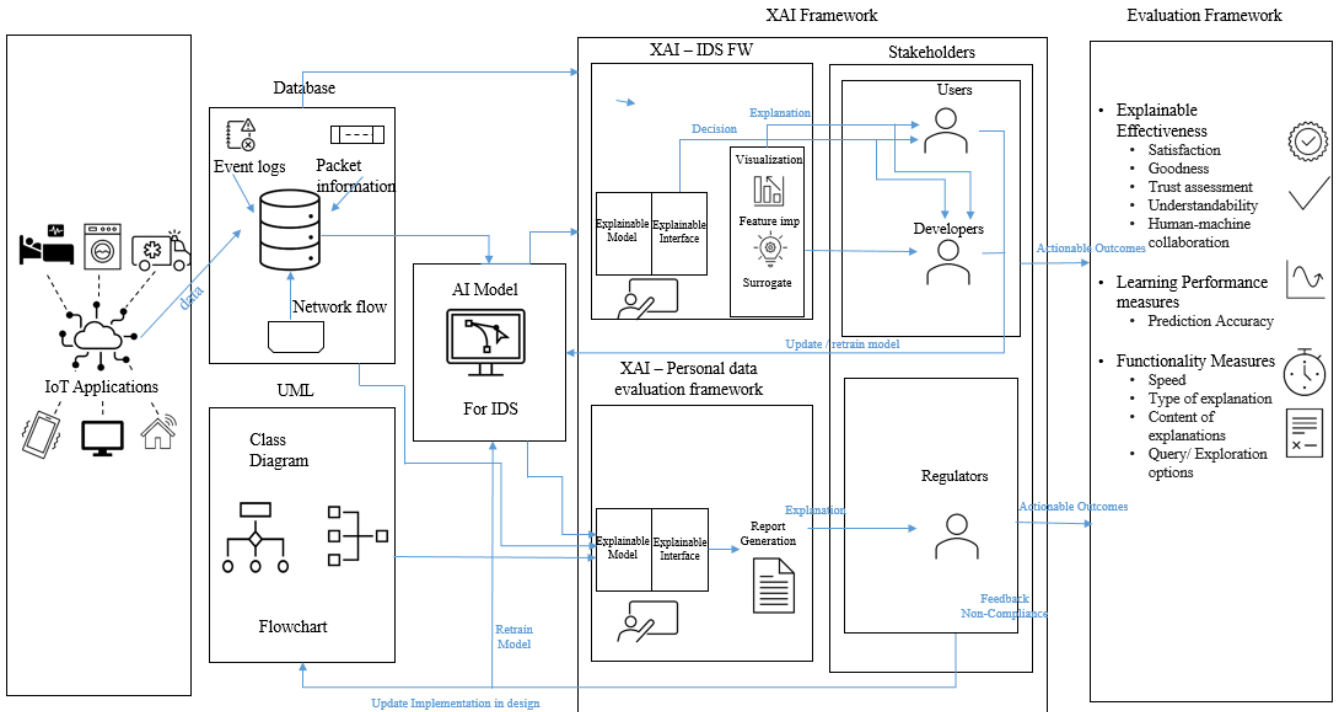 XAI Framework
Evaluation Framework
XAI – IDS FW
Stakeholders
Database
Users
Explanation
Decision
• Explainable
Effectiveness
• Satisfaction
• Goodness
• Trust assessment
• Understandability
• Human-machine
collaboration
Event logs
Packet
information
Visualization
Explainable
Model
Explainable
Interface
Feature imp
Developers
Surrogate
Actionable Outcomes
data
AI Model
Network flow
• Learning Performance
measures
• Prediction Accuracy
Update / retrain model
IoT Applications
UML
XAI – Personal data
evaluation framework
• Functionality Measures
• Speed
• Type of explanation
• Content of
explanations
• Query/ Exploration
options
For IDS
Class
Diagram
Regulators
Explanation
Actionable Outcomes
Explainable
Model
Explainable
Interface
Report
Generation
Feedback
Non-Compliance
Flowchart
Retrain
Model
Update Implementation in design